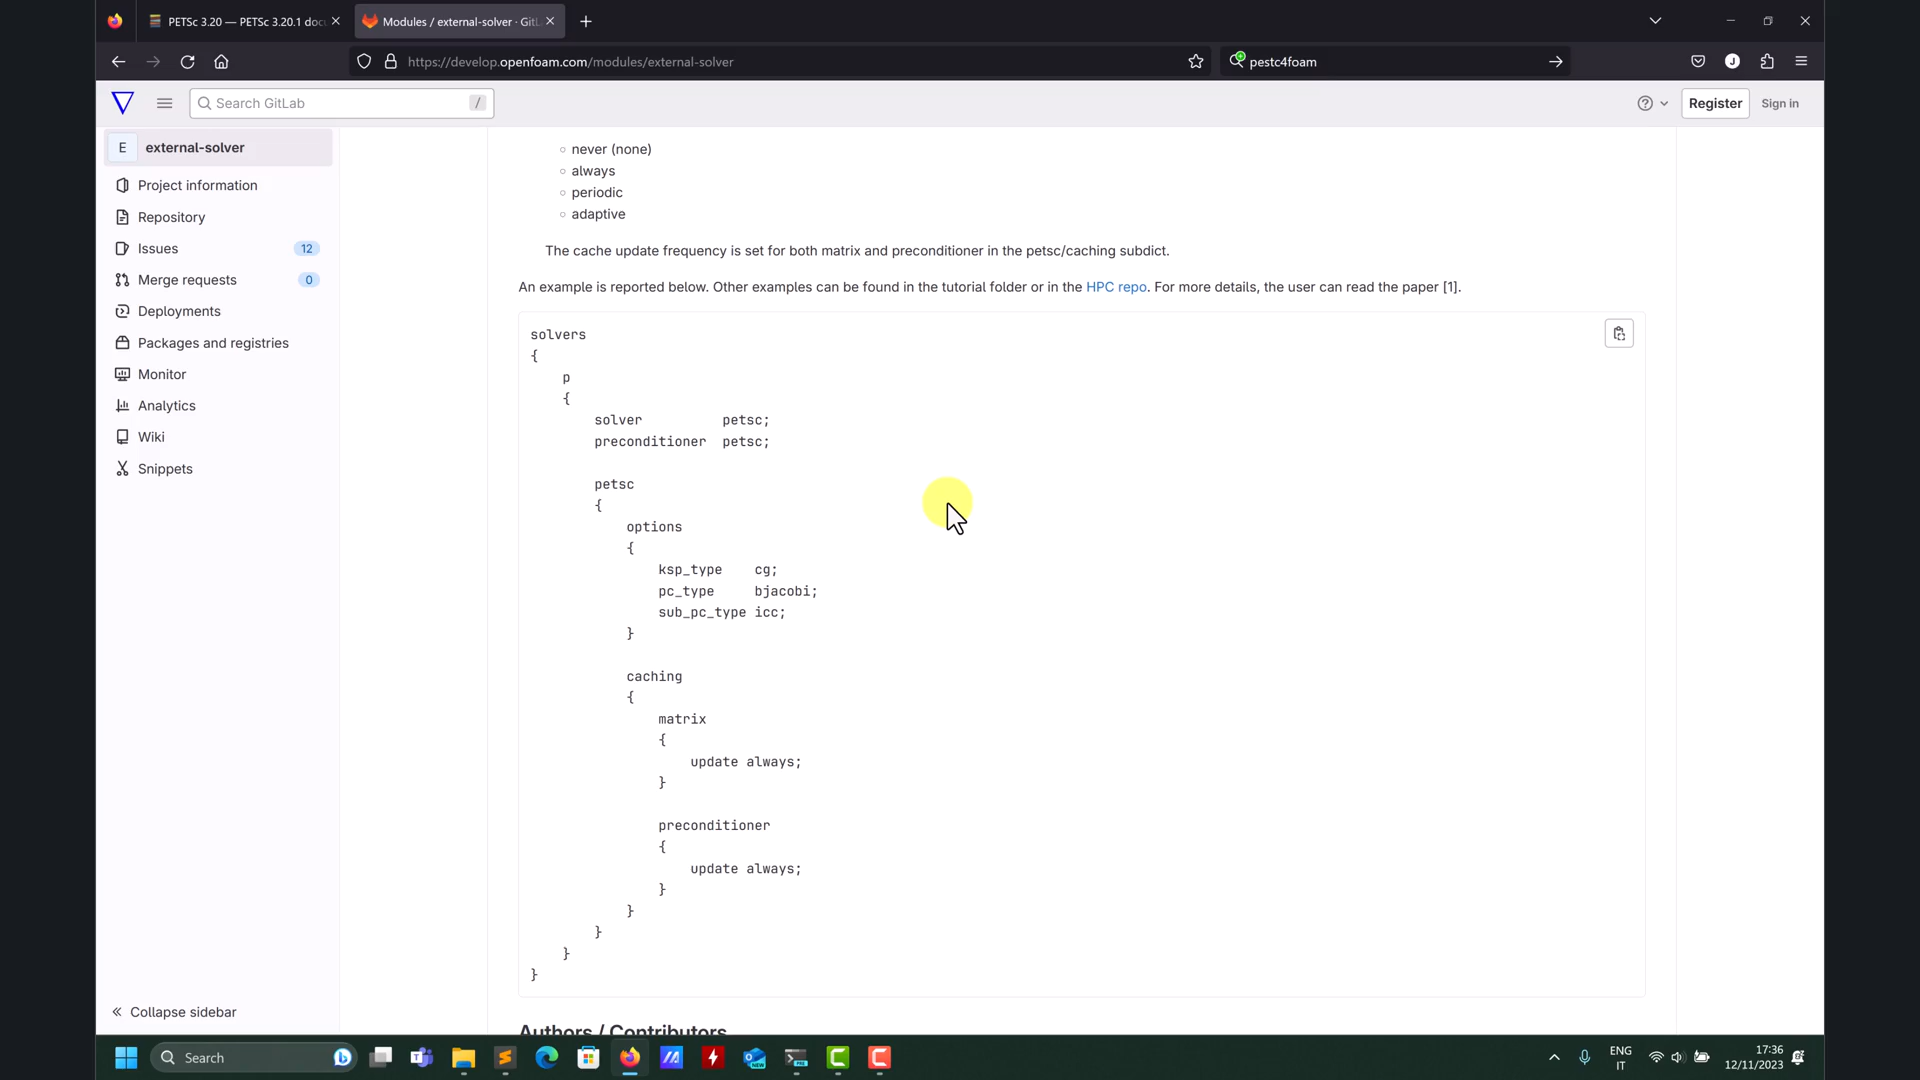 PETSc 3.20 — PETSc 3.20.1 docu
Modules / external-solver · GitL
https://develop.openfoam.com/modules/external-solver
pestc4foam
J
Search GitLab
/
Register
Sign in
E
external-solver
Project information
Repository
Issues
12
Merge requests
0
Deployments
Packages and registries
Monitor
Analytics
Wiki
Snippets
Collapse sidebar
never (none)
always
periodic
adaptive
The cache update frequency is set for both matrix and preconditioner in the petsc/caching subdict.
An example is reported below. Other examples can be found in the tutorial folder or in the HPC repo. For more details, the user can read the paper [1].
solvers
{
p
{
solver petsc;
preconditioner petsc;
petsc
{
options
{
ksp_type cg;
pc_type bjacobi;
sub_pc_type icc;
}
caching
{
matrix
{
update always;
}
preconditioner
{
update always;
}
}
}
}
}
Authors / Contributors
Search
ENG
IT
17:36
12/11/2023